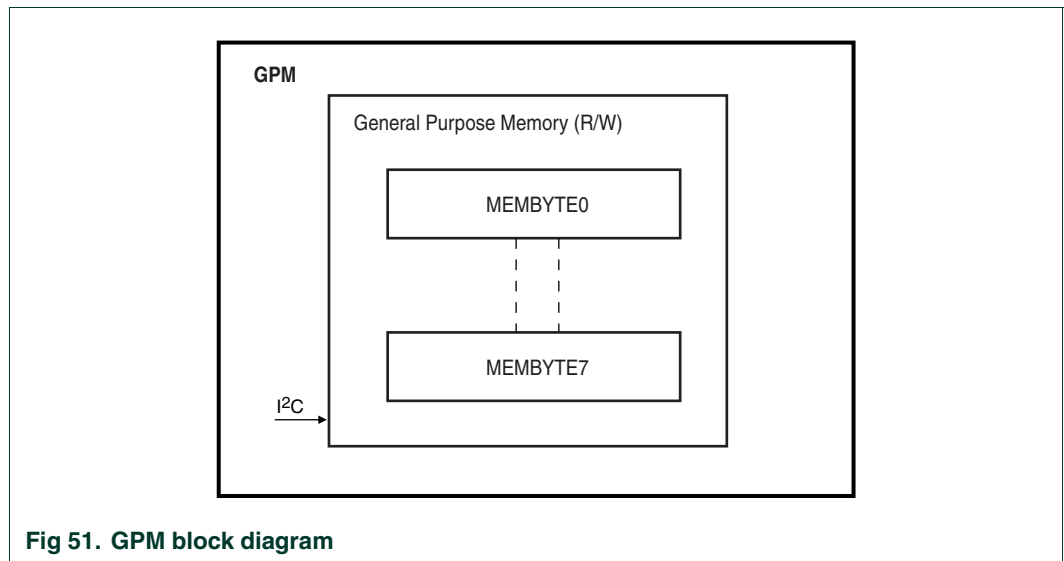 GPM
General Purpose Memory (R/W)
MEMBYTE0
MEMBYTE7
I²C
Fig 51. GPM block diagram